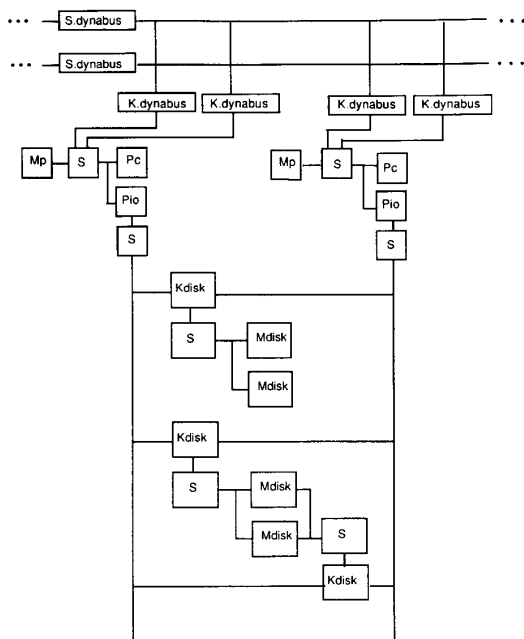 ... S.dynabus ...
... S.dynabus ...
K.dynabus K.dynabus K.dynabus K.dynabus
Mp S Pc Mp S Pc
Pio Pio
S S
Kdisk
S Mdisk
Mdisk
Kdisk
S Mdisk
Mdisk S
Kdisk